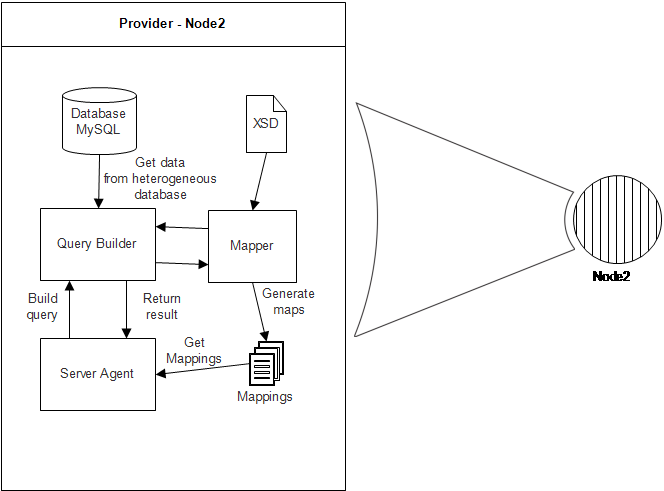 Provider - Node2
Database
MySQL
XSD
Get data
from heterogeneous
database
Query Builder
Mapper
Build
query
Return
result
Generate
maps
Get
Mappings
Server Agent
Mappings
Node2